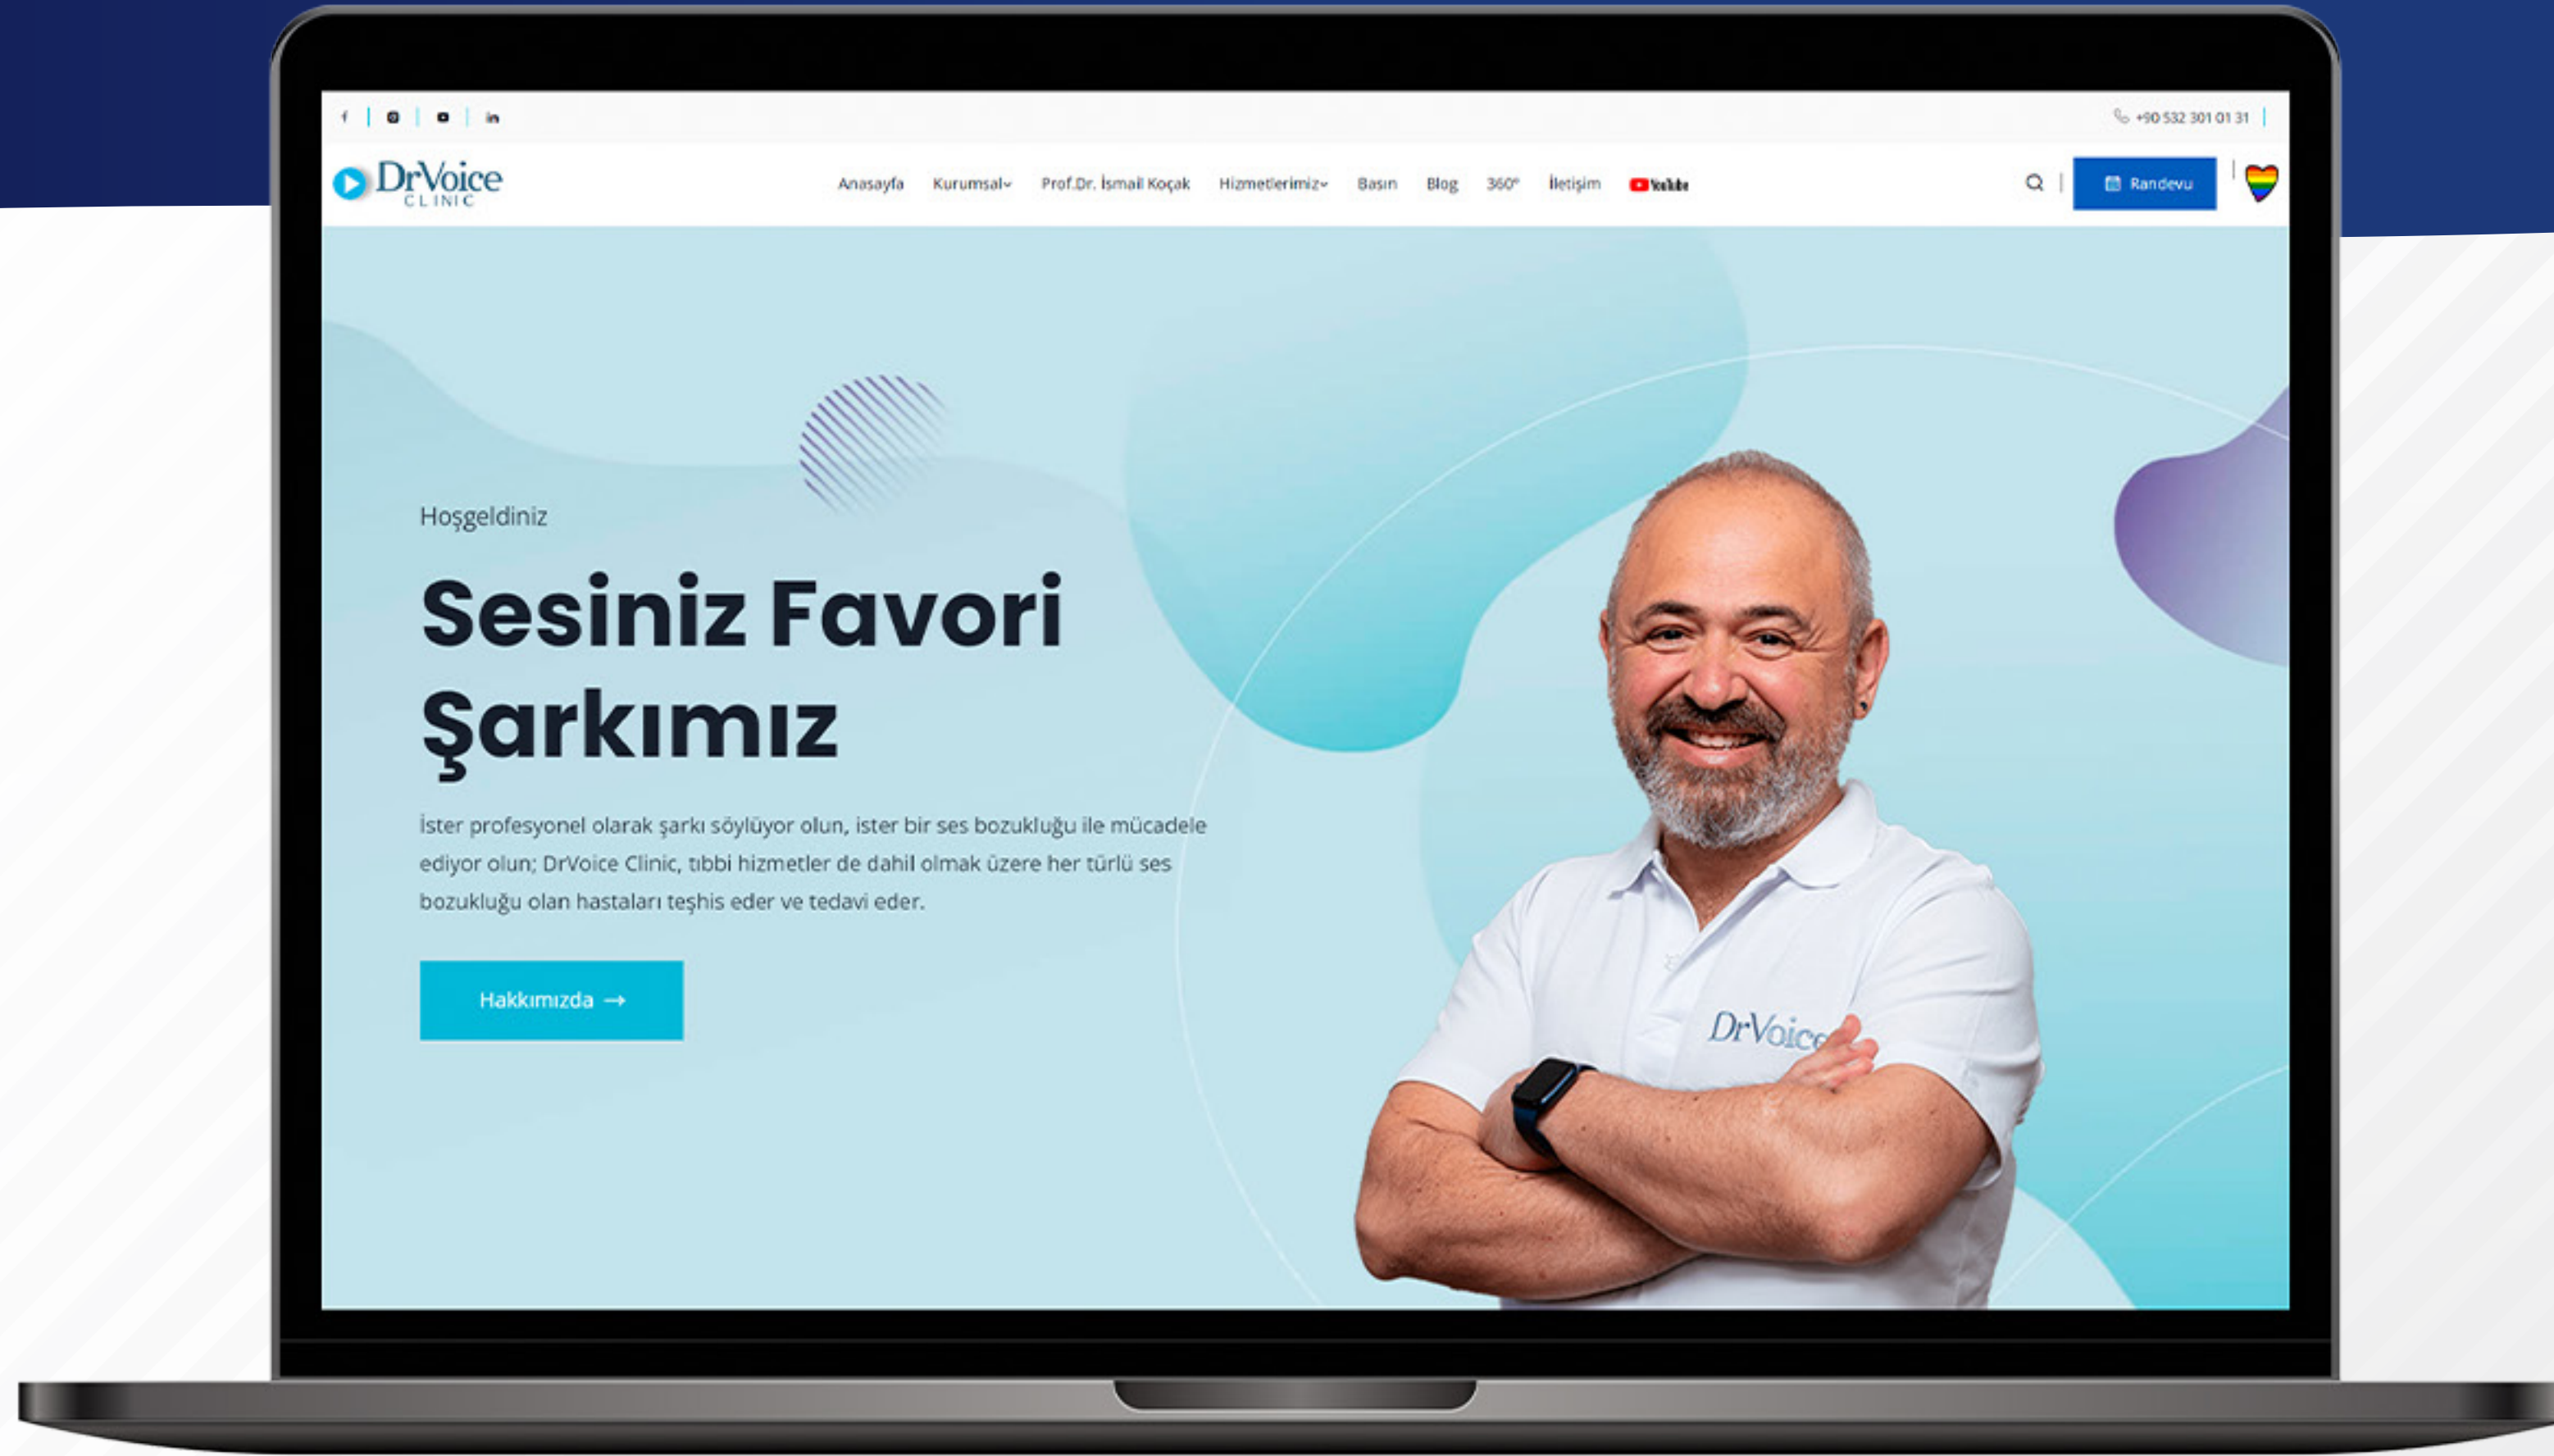 +90 532 301 01 31
DrVoice
CLINIC
Anasayfa Kurumsal Prof.Dr. İsmail Koçak Hizmetlerimiz Basın Blog 360° İletişim YouTube
Randevu
Hoşgeldiniz
Sesiniz Favori
Şarkımız
İster profesyonel olarak şarkı söylüyor olun, ister bir ses bozukluğu ile mücadele
ediyor olun; DrVoice Clinic, tıbbi hizmetler de dahil olmak üzere her türlü ses
bozukluğu olan hastaları teşhis eder ve tedavi eder.
Hakkımızda →
DrVoice